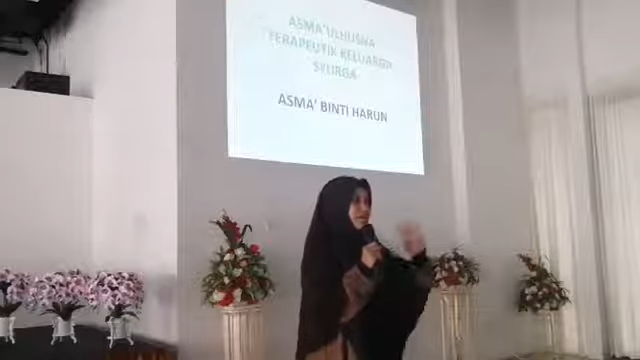 ASMA'ULHUSNA
TERAPEUTIK KELUARGA
SYURGA
ASMA' BINTI HARUN